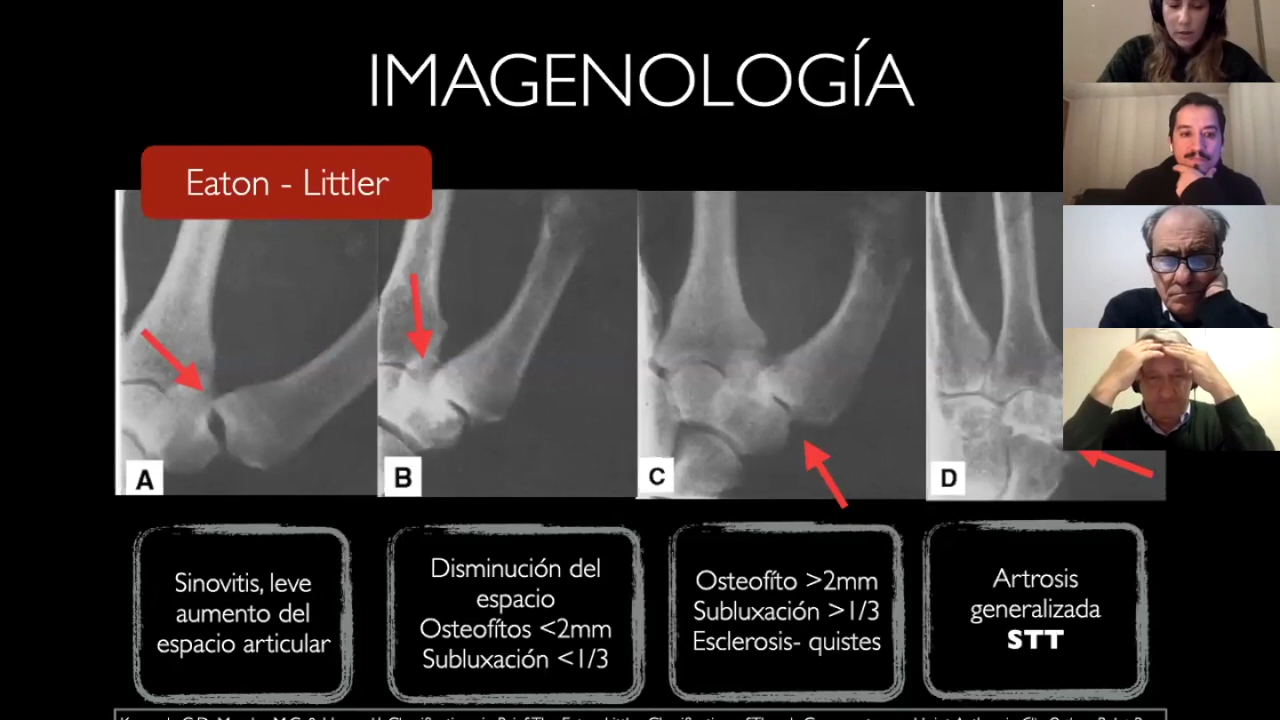 IMAGENOLOGÍA
Eaton - Littler
A
B
C
D
Sinovitis, leve
aumento del
espacio articular
Disminución del
espacio
Osteofítos <2mm
Subluxación <1/3
Osteofíto >2mm
Subluxación >1/3
Esclerosis- quistes
Artrosis
generalizada
STT